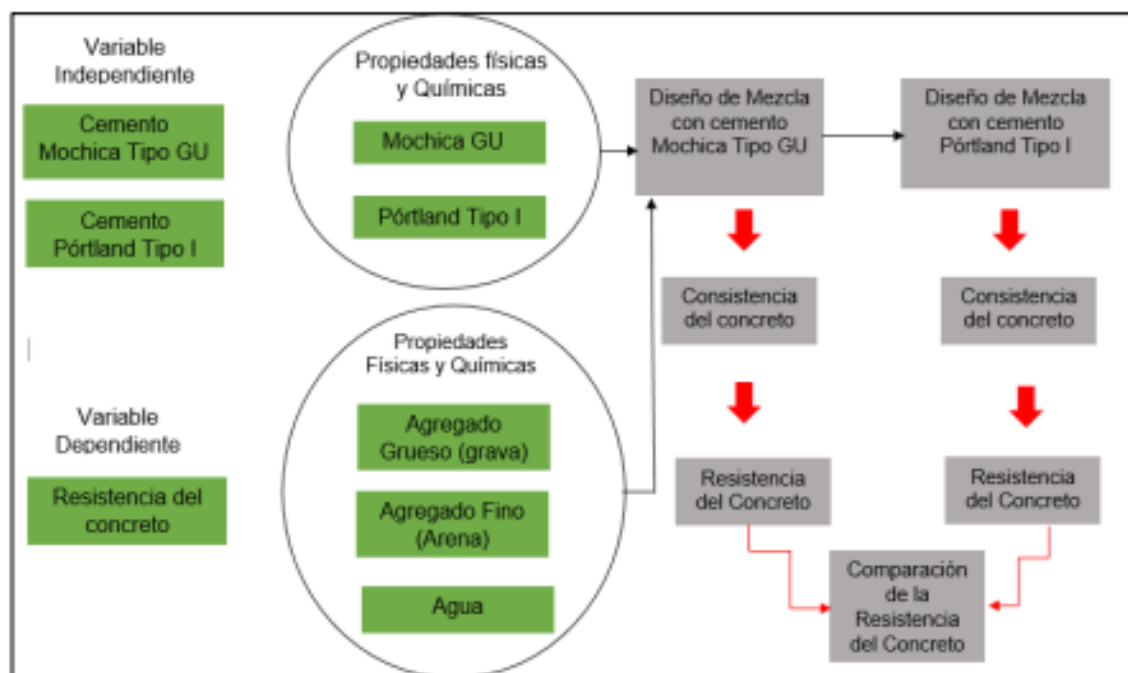 Variable
Independiente
Cemento
Mochica Tipo GU
Cemento
Pórtland Tipo I
Variable
Dependiente
Resistencia del
concreto
Propiedades físicas
y Químicas
Mochica GU
Pórtland Tipo I
Propiedades
Físicas y Químicas
Agregado
Grueso (grava)
Agregado Fino
(Arena)
Agua
Diseño de Mezcla
con cemento
Mochica Tipo GU
Diseño de Mezcla
con cemento
Pórtland Tipo I
Consistencia
del concreto
Consistencia
del concreto
Resistencia
del Concreto
Resistencia
del Concreto
Comparación
de la
Resistencia
del Concreto